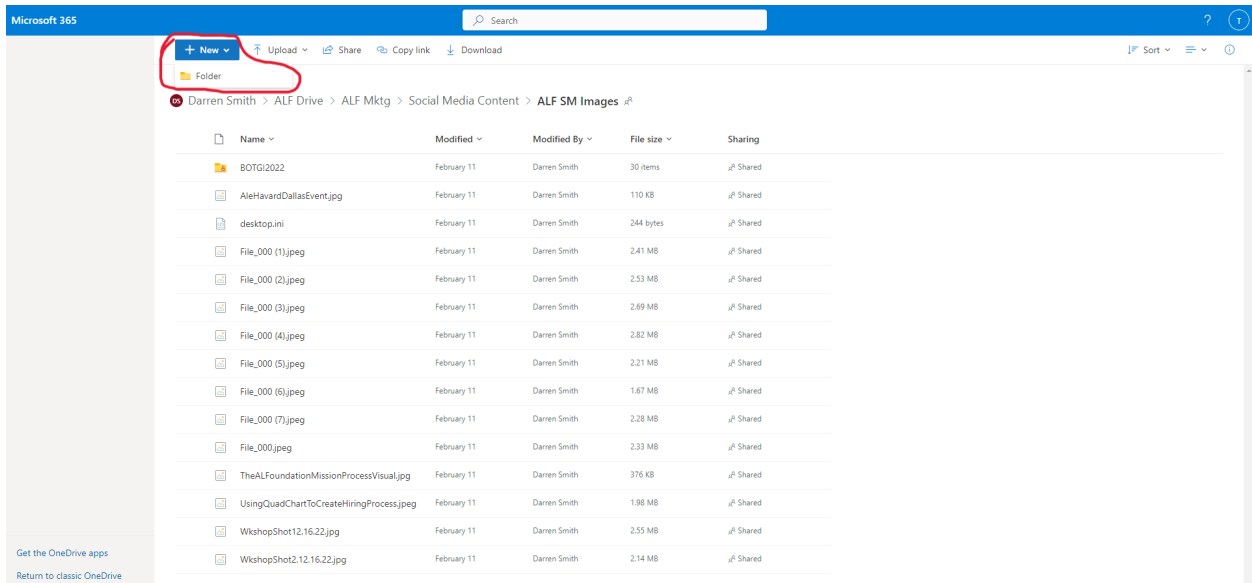 Microsoft 365 Search ? T
+ New Upload Share Copy link Download Sort
Folder
DS Darren Smith > ALF Drive > ALF Mktg > Social Media Content > ALF SM Images
Name Modified Modified By File size Sharing
BOTG!2022 February 11 Darren Smith 30 items Shared
AleHavardDallasEvent.jpg February 11 Darren Smith 110 KB Shared
desktop.ini February 11 Darren Smith 244 bytes Shared
File_000 (1).jpeg February 11 Darren Smith 2.41 MB Shared
File_000 (2).jpeg February 11 Darren Smith 2.53 MB Shared
File_000 (3).jpeg February 11 Darren Smith 2.69 MB Shared
File_000 (4).jpeg February 11 Darren Smith 2.82 MB Shared
File_000 (5).jpeg February 11 Darren Smith 2.21 MB Shared
File_000 (6).jpeg February 11 Darren Smith 1.67 MB Shared
File_000 (7).jpeg February 11 Darren Smith 2.28 MB Shared
File_000.jpeg February 11 Darren Smith 2.33 MB Shared
TheALFoundationMissionProcessVisual.jpg February 11 Darren Smith 376 KB Shared
UsingQuadChartToCreateHiringProcess.jpeg February 11 Darren Smith 1.98 MB Shared
WkshopShot12.16.22.jpg February 11 Darren Smith 2.55 MB Shared
WkshopShot2.12.16.22.jpg February 11 Darren Smith 2.14 MB Shared
Get the OneDrive apps
Return to classic OneDrive